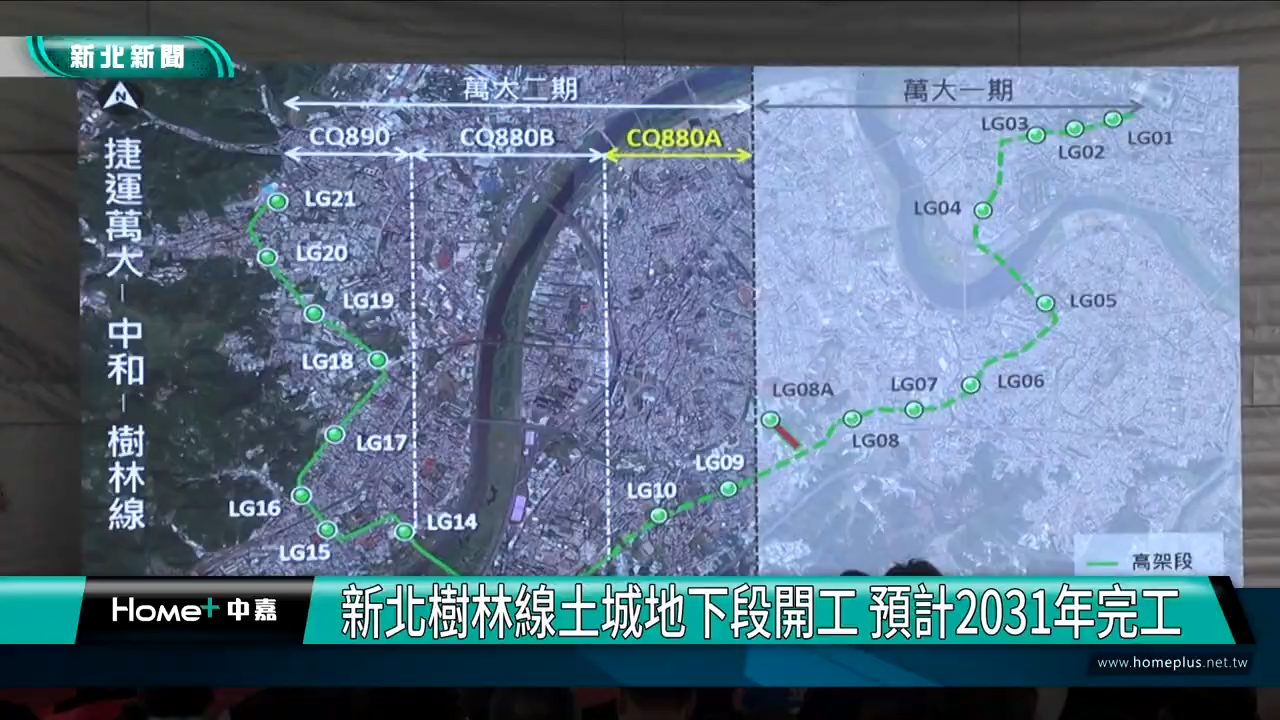 新北新聞
N
萬大二期
萬大一期
CQ890
CQ880B
CQ880A
捷運萬大－中和－樹林線
LG03
LG02
LG01
LG21
LG04
LG20
LG19
LG05
LG18
LG08A
LG07
LG06
LG17
LG08
LG09
LG16
LG10
LG14
LG15
高架段
Home+中嘉
新北樹林線土城地下段開工 預計2031年完工
www.homeplus.net.tw